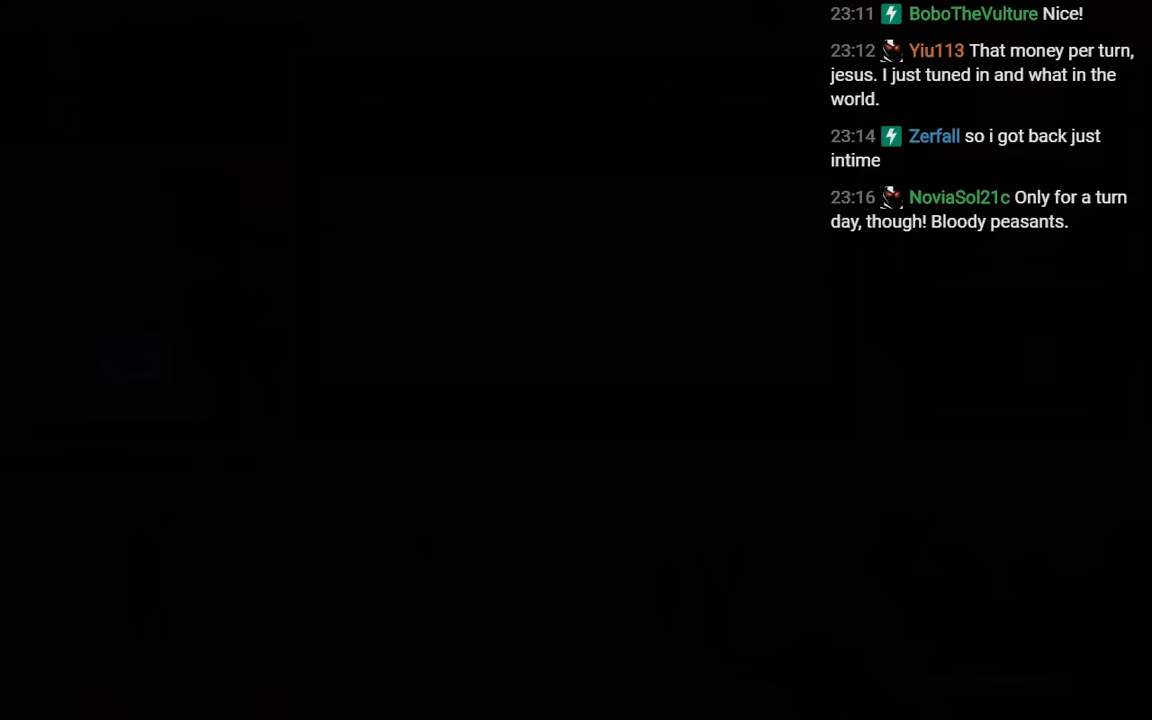 23:11 BoboTheVulture Nice!
23:12 Yiu113 That money per turn,
jesus. I just tuned in and what in the
world.
23:14 Zerfall so i got back just
intime
23:16 NoviaSol21c Only for a turn
day, though! Bloody peasants.